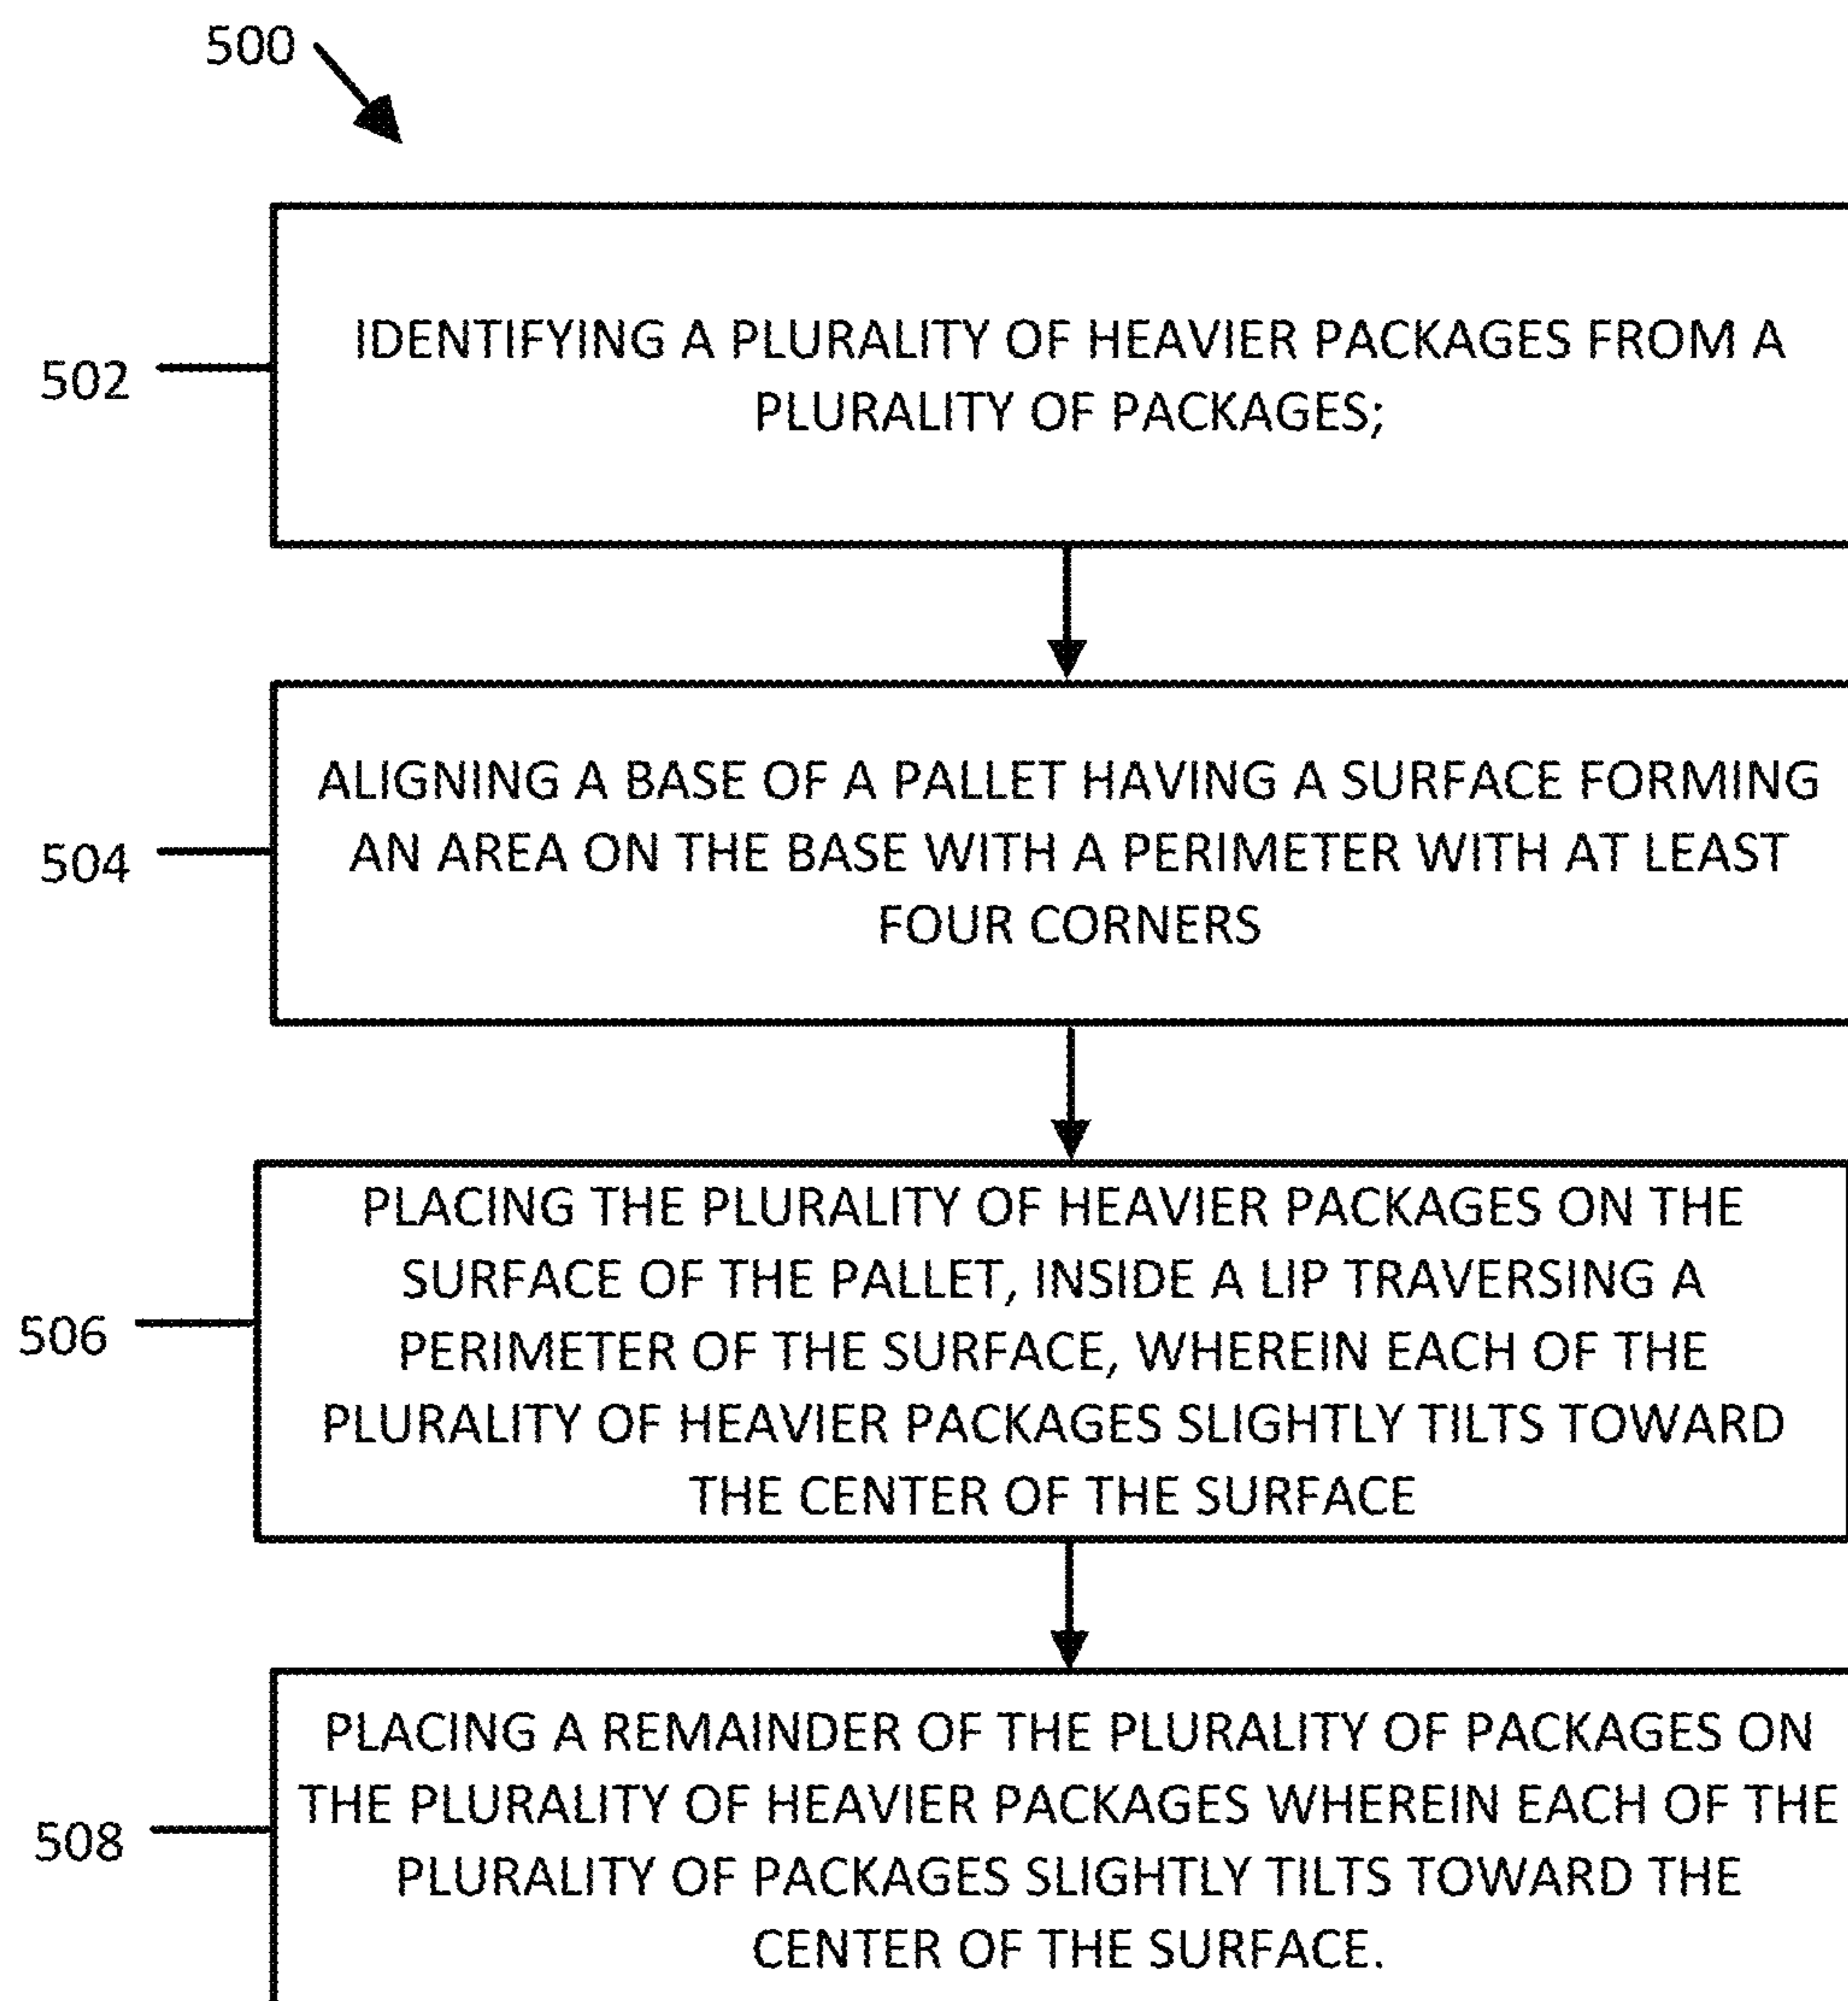 500
502
IDENTIFYING A PLURALITY OF HEAVIER PACKAGES FROM A
PLURALITY OF PACKAGES;
504
ALIGNING A BASE OF A PALLET HAVING A SURFACE FORMING
AN AREA ON THE BASE WITH A PERIMETER WITH AT LEAST
FOUR CORNERS
506
PLACING THE PLURALITY OF HEAVIER PACKAGES ON THE
SURFACE OF THE PALLET, INSIDE A LIP TRAVERSING A
PERIMETER OF THE SURFACE, WHEREIN EACH OF THE
PLURALITY OF HEAVIER PACKAGES SLIGHTLY TILTS TOWARD
THE CENTER OF THE SURFACE
508
PLACING A REMAINDER OF THE PLURALITY OF PACKAGES ON
THE PLURALITY OF HEAVIER PACKAGES WHEREIN EACH OF THE
PLURALITY OF PACKAGES SLIGHTLY TILTS TOWARD THE
CENTER OF THE SURFACE.